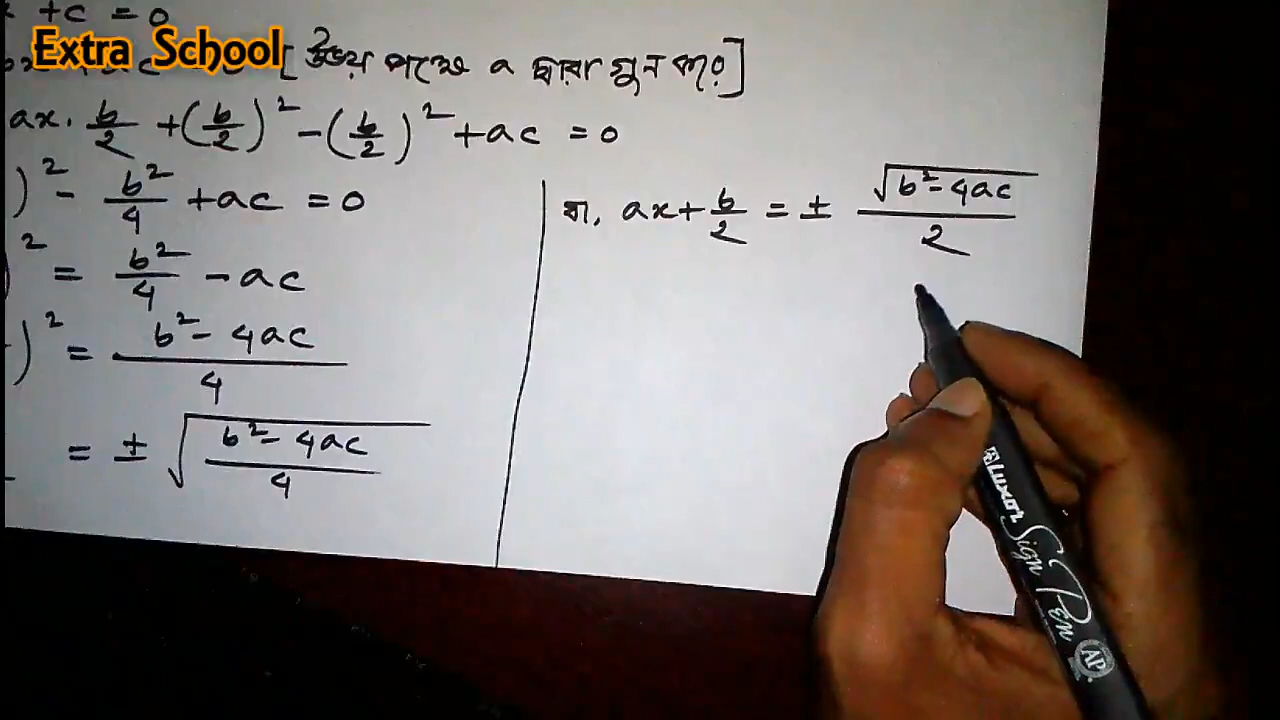 x + c = 0
Extra School
[উভয় পক্ষে a দ্বারা গুন করে]
ax. b/2 + (b/2)² - (b/2)² + ac = 0
)² - b²/4 + ac = 0
² = b²/4 - ac
)² = (b² - 4ac)/4
= ± √((b² - 4ac)/4)
বা, ax + b/2 = ± √(b² - 4ac)/2
Luxor Sign Pen
AP